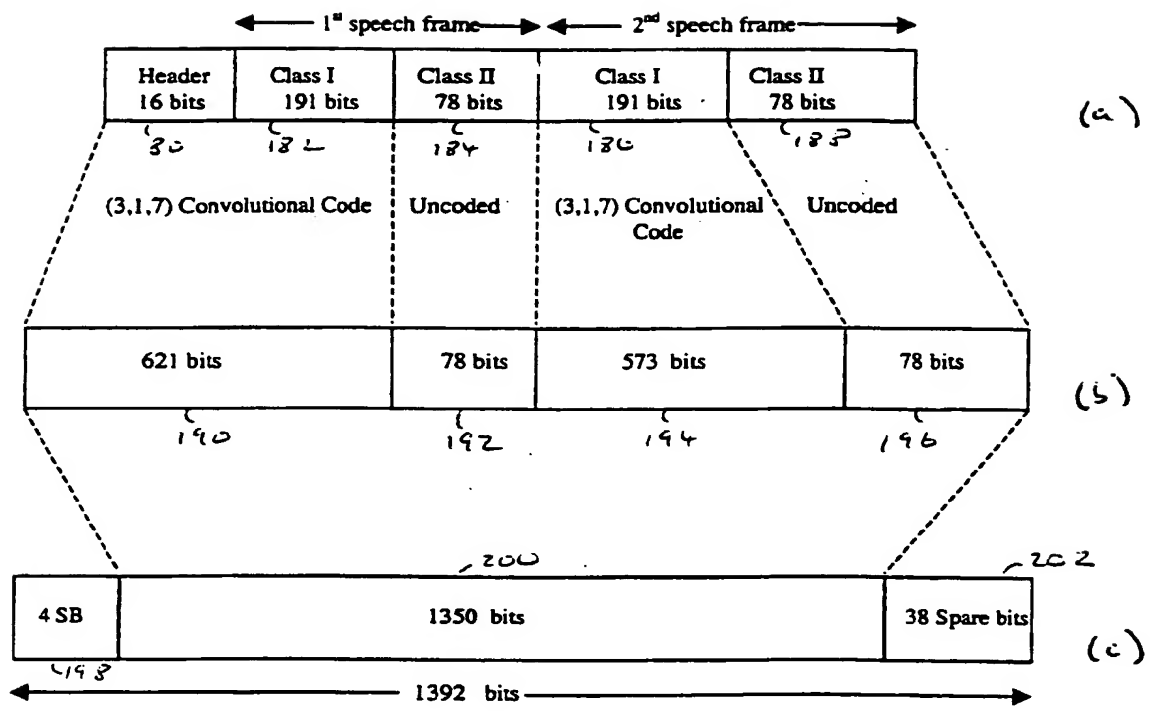 1st speech frame 2nd speech frame
Header Class I Class II Class I Class II
16 bits 191 bits 78 bits 191 bits 78 bits
(a)
80 182 184 186 188
(3,1,7) Convolutional Code Uncoded (3,1,7) Convolutional Uncoded
Code
621 bits 78 bits 573 bits 78 bits
(b)
190 192 194 196
200 202
4 SB 1350 bits 38 Spare bits
(c)
198
1392 bits